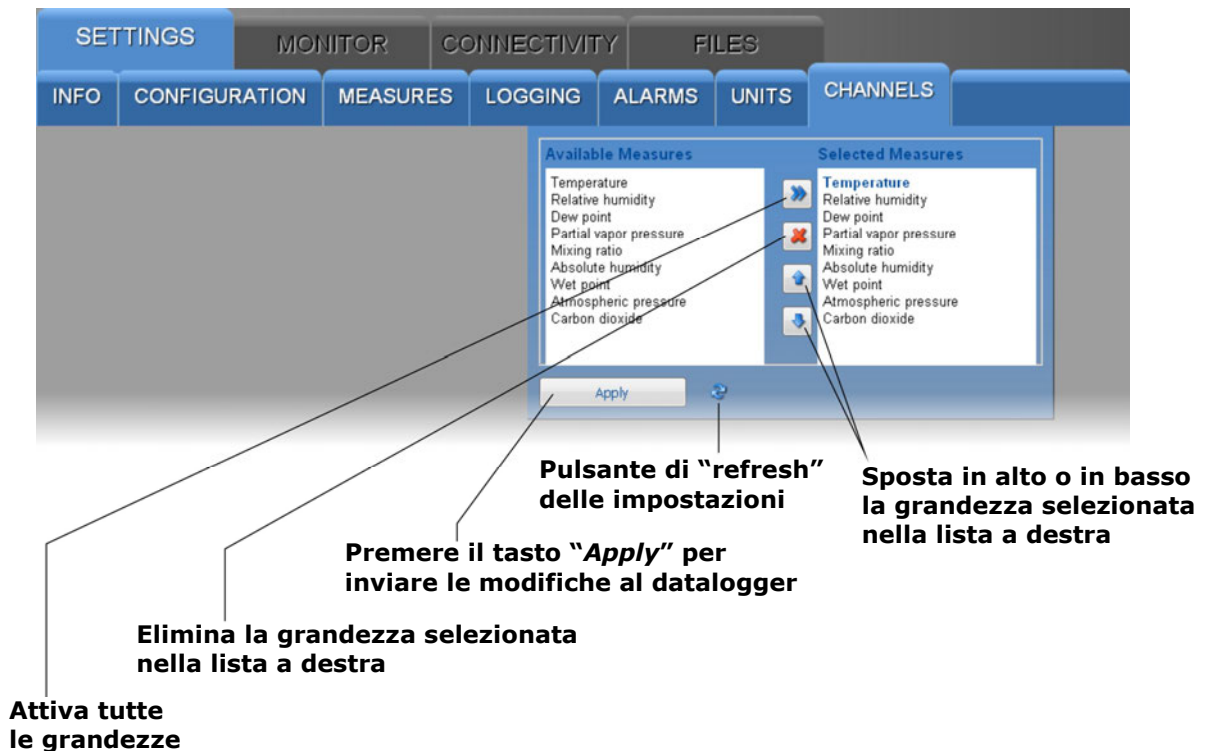 SETTINGS MONITOR CONNECTIVITY FILES
INFO CONFIGURATION MEASURES LOGGING ALARMS UNITS CHANNELS
Available Measures
Temperature
Relative humidity
Dew point
Partial vapor pressure
Mixing ratio
Absolute humidity
Wet point
Atmospheric pressure
Carbon dioxide
Selected Measures
Temperature
Relative humidity
Dew point
Partial vapor pressure
Mixing ratio
Absolute humidity
Wet point
Atmospheric pressure
Carbon dioxide
Apply
Pulsante di “refresh”
delle impostazioni
Sposta in alto o in basso
la grandezza selezionata
nella lista a destra
Premere il tasto “Apply” per
inviare le modifiche al datalogger
Elimina la grandezza selezionata
nella lista a destra
Attiva tutte
le grandezze